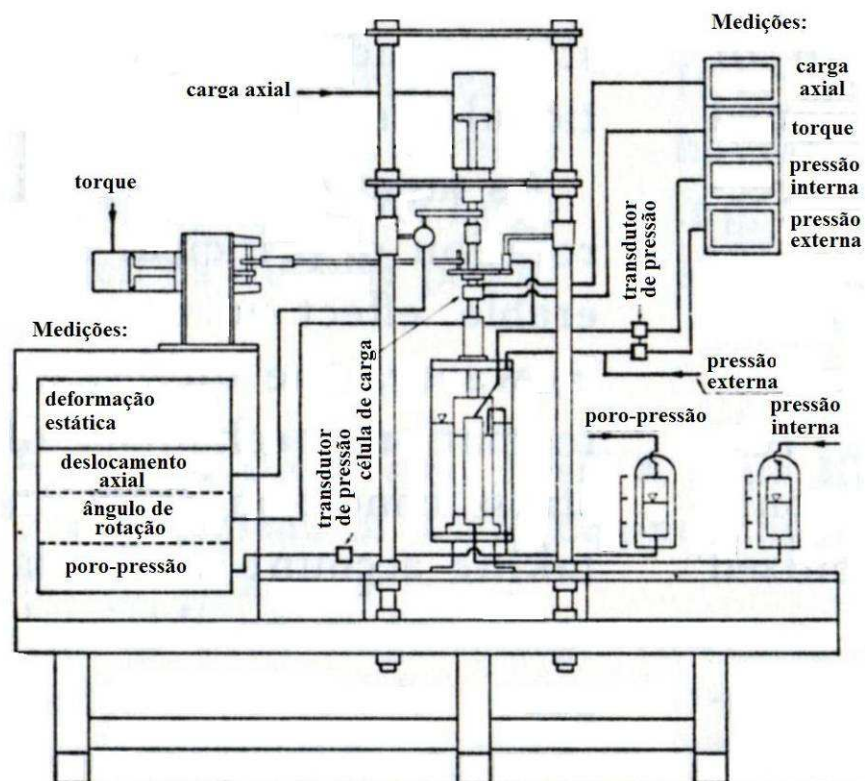 Medições:
carga
axial
torque
pressão
interna
pressão
externa
carga axial
torque
transdutor
de pressão
Medições:
deformação
estática
deslocamento
axial
ângulo de
rotação
poro-pressão
transdutor
de pressão
célula de carga
pressão
externa
poro-pressão
pressão
interna